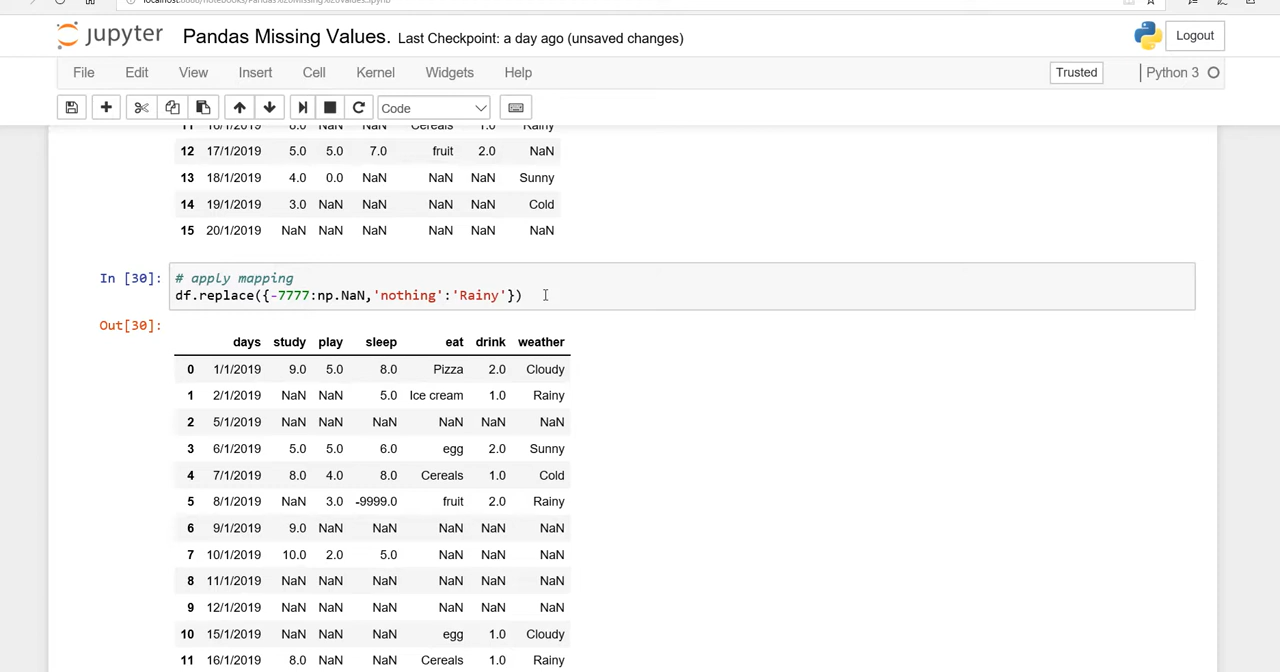 jupyter Pandas Missing Values. Last Checkpoint: a day ago (unsaved changes) Logout
File Edit View Insert Cell Kernel Widgets Help Trusted Python 3
Code
11 16/1/2019 8.0 NaN NaN Cereals 1.0 Rainy
12 17/1/2019 5.0 5.0 7.0 fruit 2.0 NaN
13 18/1/2019 4.0 0.0 NaN NaN NaN Sunny
14 19/1/2019 3.0 NaN NaN NaN NaN Cold
15 20/1/2019 NaN NaN NaN NaN NaN NaN
In [30]: # apply mapping
df.replace({-7777:np.NaN,'nothing':'Rainy'})
Out[30]:
days study play sleep eat drink weather
0 1/1/2019 9.0 5.0 8.0 Pizza 2.0 Cloudy
1 2/1/2019 NaN NaN 5.0 Ice cream 1.0 Rainy
2 5/1/2019 NaN NaN NaN NaN NaN NaN
3 6/1/2019 5.0 5.0 6.0 egg 2.0 Sunny
4 7/1/2019 8.0 4.0 8.0 Cereals 1.0 Cold
5 8/1/2019 NaN 3.0 -9999.0 fruit 2.0 Rainy
6 9/1/2019 9.0 NaN NaN NaN NaN NaN
7 10/1/2019 10.0 2.0 5.0 NaN NaN NaN
8 11/1/2019 NaN NaN NaN NaN NaN NaN
9 12/1/2019 NaN NaN NaN NaN NaN NaN
10 15/1/2019 NaN NaN NaN egg 1.0 Cloudy
11 16/1/2019 8.0 NaN NaN Cereals 1.0 Rainy